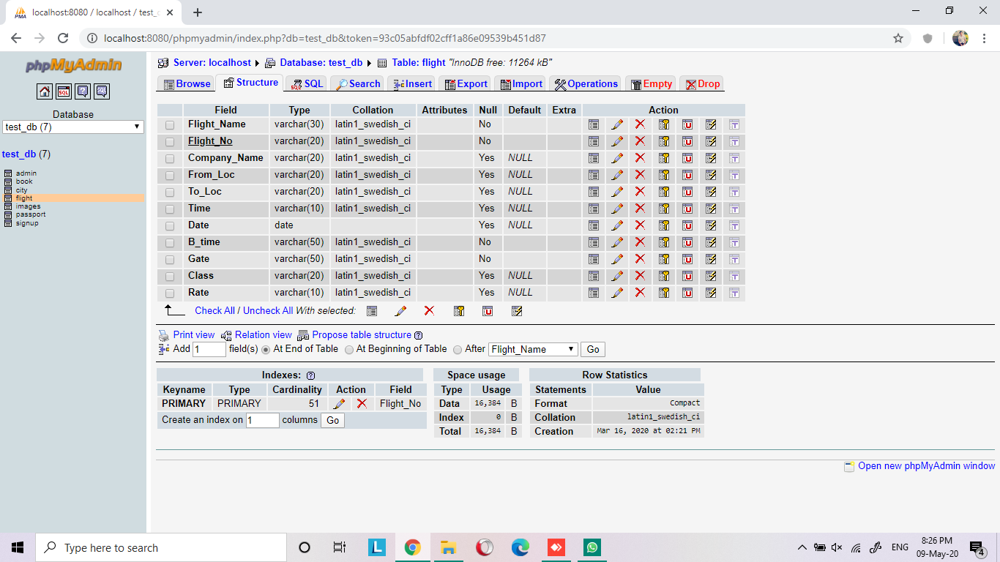 localhost:8080 / localhost / test_
localhost:8080/phpmyadmin/index.php?db=test_db&token=93c05abfdf02cff1a86e09539b451d87
phpMyAdmin
SQL
Database
test_db (7)
test_db (7)
admin
book
city
flight
images
passport
signup
Server: localhost Database: test_db Table: flight "InnoDB free: 11264 kB"
Browse Structure SQL Search Insert Export Import Operations Empty Drop
Field Type Collation Attributes Null Default Extra Action
Flight_Name varchar(30) latin1_swedish_ci No
Flight_No varchar(20) latin1_swedish_ci No
Company_Name varchar(20) latin1_swedish_ci Yes NULL
From_Loc varchar(20) latin1_swedish_ci Yes NULL
To_Loc varchar(20) latin1_swedish_ci Yes NULL
Time varchar(10) latin1_swedish_ci Yes NULL
Date date Yes NULL
B_time varchar(50) latin1_swedish_ci No
Gate varchar(50) latin1_swedish_ci No
Class varchar(20) latin1_swedish_ci Yes NULL
Rate varchar(10) latin1_swedish_ci Yes NULL
Check All / Uncheck All With selected:
Print view Relation view Propose table structure
Add 1 field(s) At End of Table At Beginning of Table After Flight_Name Go
Indexes:
Keyname Type Cardinality Action Field
PRIMARY PRIMARY 51 Flight_No
Create an index on 1 columns Go
Space usage
Type Usage
Data 16,384 B
Index 0 B
Total 16,384 B
Row Statistics
Statements Value
Format Compact
Collation latin1_swedish_ci
Creation Mar 16, 2020 at 02:21 PM
Open new phpMyAdmin window
Type here to search
L
ENG
8:26 PM
09-May-20
4